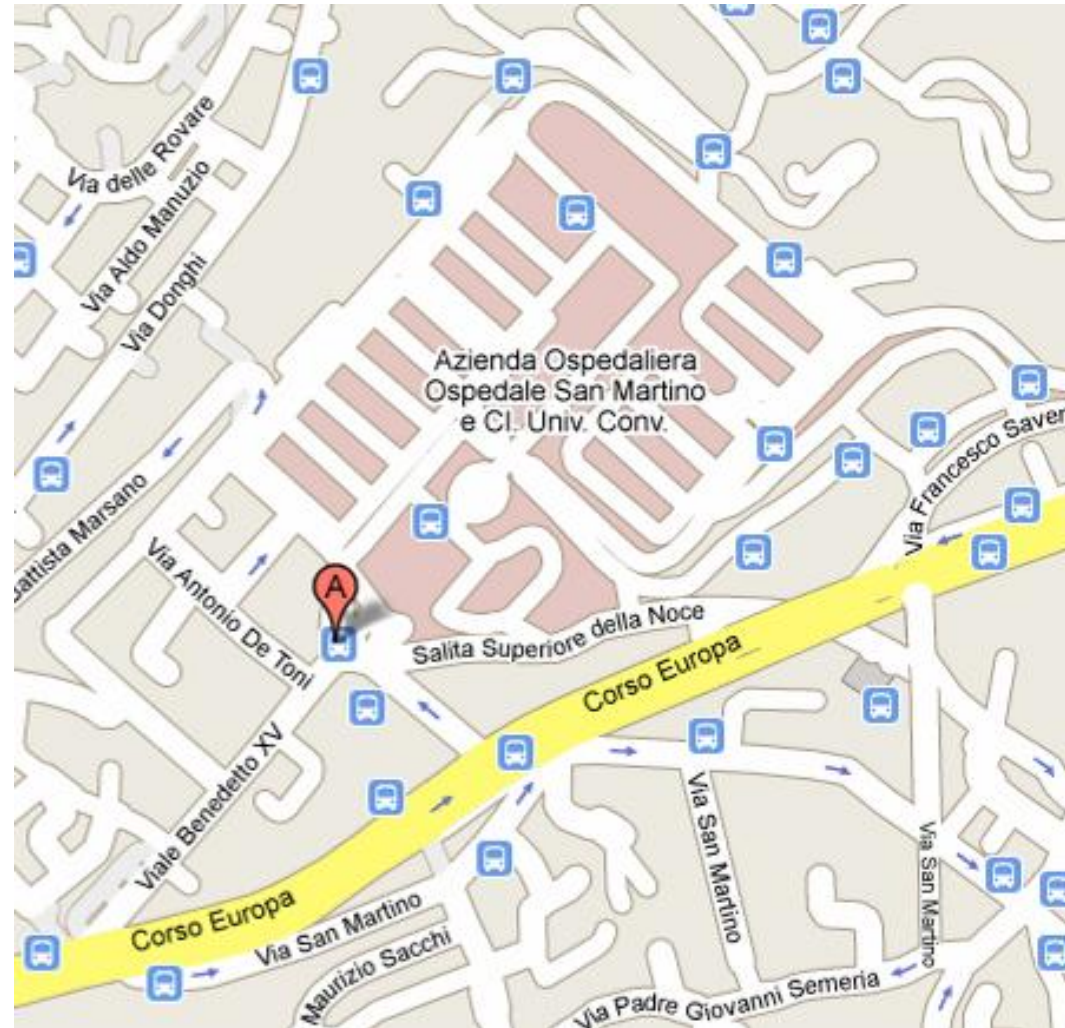 Via delle Rovare
Via Aldo Manuzio
Via Donghi
Azienda Ospedaliera
Ospedale San Martino
e Cl. Univ. Conv.
Via Francesco Saver
Battista Marsano
Via Antonio De Toni
A
Salita Superiore della Noce
Corso Europa
Viale Benedetto XV
Via San Martino
Via San Martino
Corso Europa
Via San Martino
Maurizio Sacchi
Via Padre Giovanni Semeria